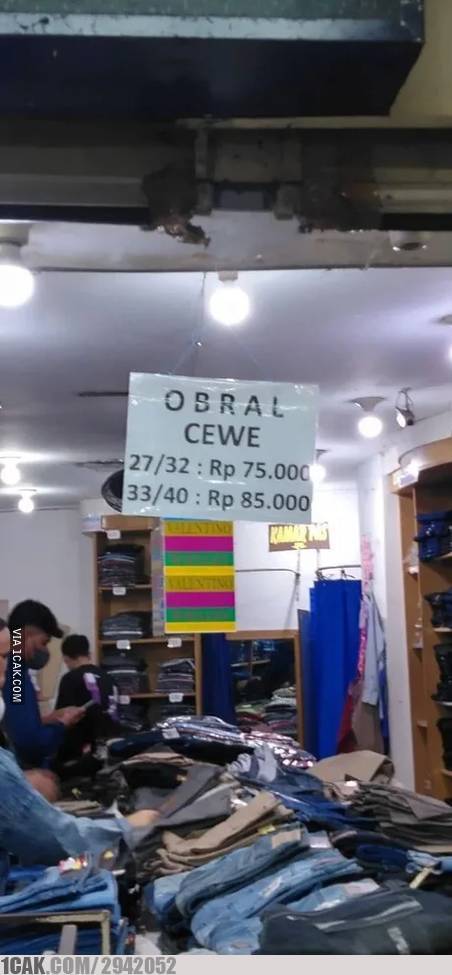 OBRAL
CEWE
27/32 : Rp 75.000
33/40 : Rp 85.000
VALENTINO
KAMAR PAS
VALENTINO
VIA 1CAK.COM
1CAK.COM/2942052